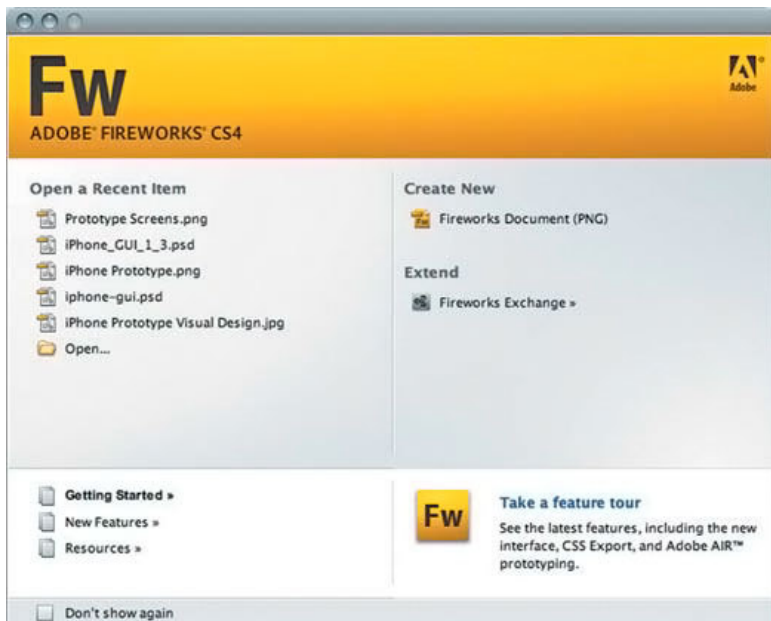 Fw
Adobe
ADOBE® FIREWORKS® CS4
Open a Recent Item
Prototype Screens.png
iPhone_GUI_1_3.psd
iPhone Prototype.png
iphone-gui.psd
iPhone Prototype Visual Design.jpg
Open...
Create New
Fireworks Document (PNG)
Extend
Fireworks Exchange »
Getting Started »
New Features »
Resources »
Fw
Take a feature tour
See the latest features, including the new
interface, CSS Export, and Adobe AIR™
prototyping.
Don't show again